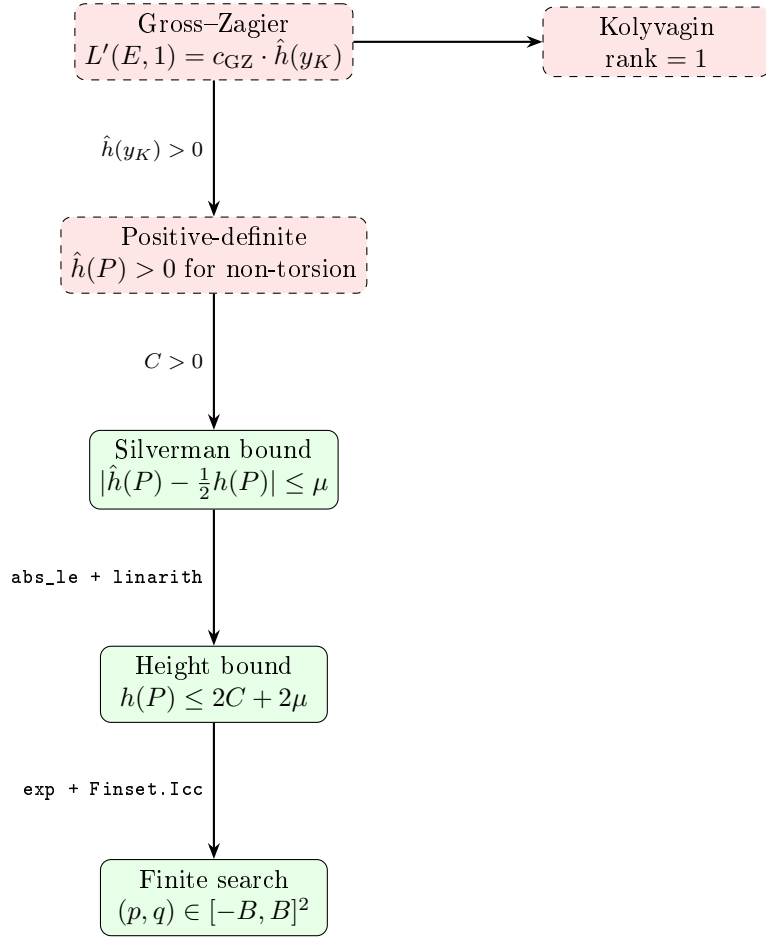 Gross–Zagier
L′(E, 1) = c_GZ · ĥ(y_K)
Kolyvagin
rank = 1
ĥ(y_K) > 0
Positive-definite
ĥ(P) > 0 for non-torsion
C > 0
Silverman bound
|ĥ(P) − ½h(P)| ≤ μ
abs_le + linarith
Height bound
h(P) ≤ 2C + 2μ
exp + Finset.Icc
Finite search
(p, q) ∈ [−B, B]²